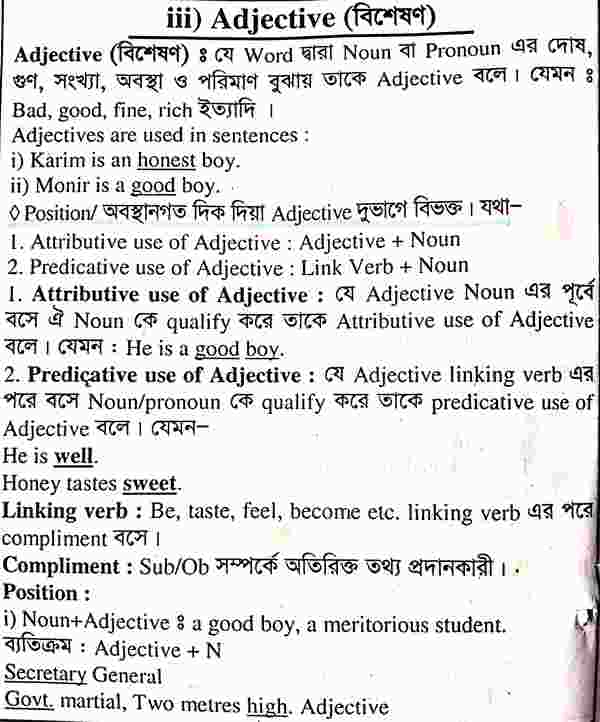 iii) Adjective (বিশেষণ)
Adjective (বিশেষণ) ঃ যে Word দ্বারা Noun বা Pronoun এর দোষ,
গুণ, সংখ্যা, অবস্থা ও পরিমাণ বুঝায় তাকে Adjective বলে। যেমন ঃ
Bad, good, fine, rich ইত্যাদি ।
Adjectives are used in sentences :
i) Karim is an honest boy.
ii) Monir is a good boy.
◊ Position/ অবস্থানগত দিক দিয়া Adjective দুভাগে বিভক্ত। যথা–
1. Attributive use of Adjective : Adjective + Noun
2. Predicative use of Adjective : Link Verb + Noun
1. Attributive use of Adjective : যে Adjective Noun এর পূর্বে
বসে ঐ Noun কে qualify করে তাকে Attributive use of Adjective
বলে। যেমন : He is a good boy.
2. Predicative use of Adjective : যে Adjective linking verb এর
পরে বসে Noun/pronoun কে qualify করে তাকে predicative use of
Adjective বলে। যেমন–
He is well.
Honey tastes sweet.
Linking verb : Be, taste, feel, become etc. linking verb এর পরে
compliment বসে।
Compliment : Sub/Ob সম্পর্কে অতিরিক্ত তথ্য প্রদানকারী।
Position :
i) Noun+Adjective ঃ a good boy, a meritorious student.
ব্যতিক্রম : Adjective + N
Secretary General
Govt. martial, Two metres high. Adjective